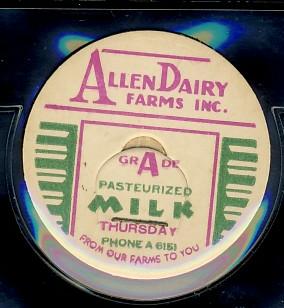 ALLEN DAIRY
FARMS INC.
GRADE A
PASTEURIZED
MILK
THURSDAY
PHONE A 6151
FROM OUR FARMS TO YOU